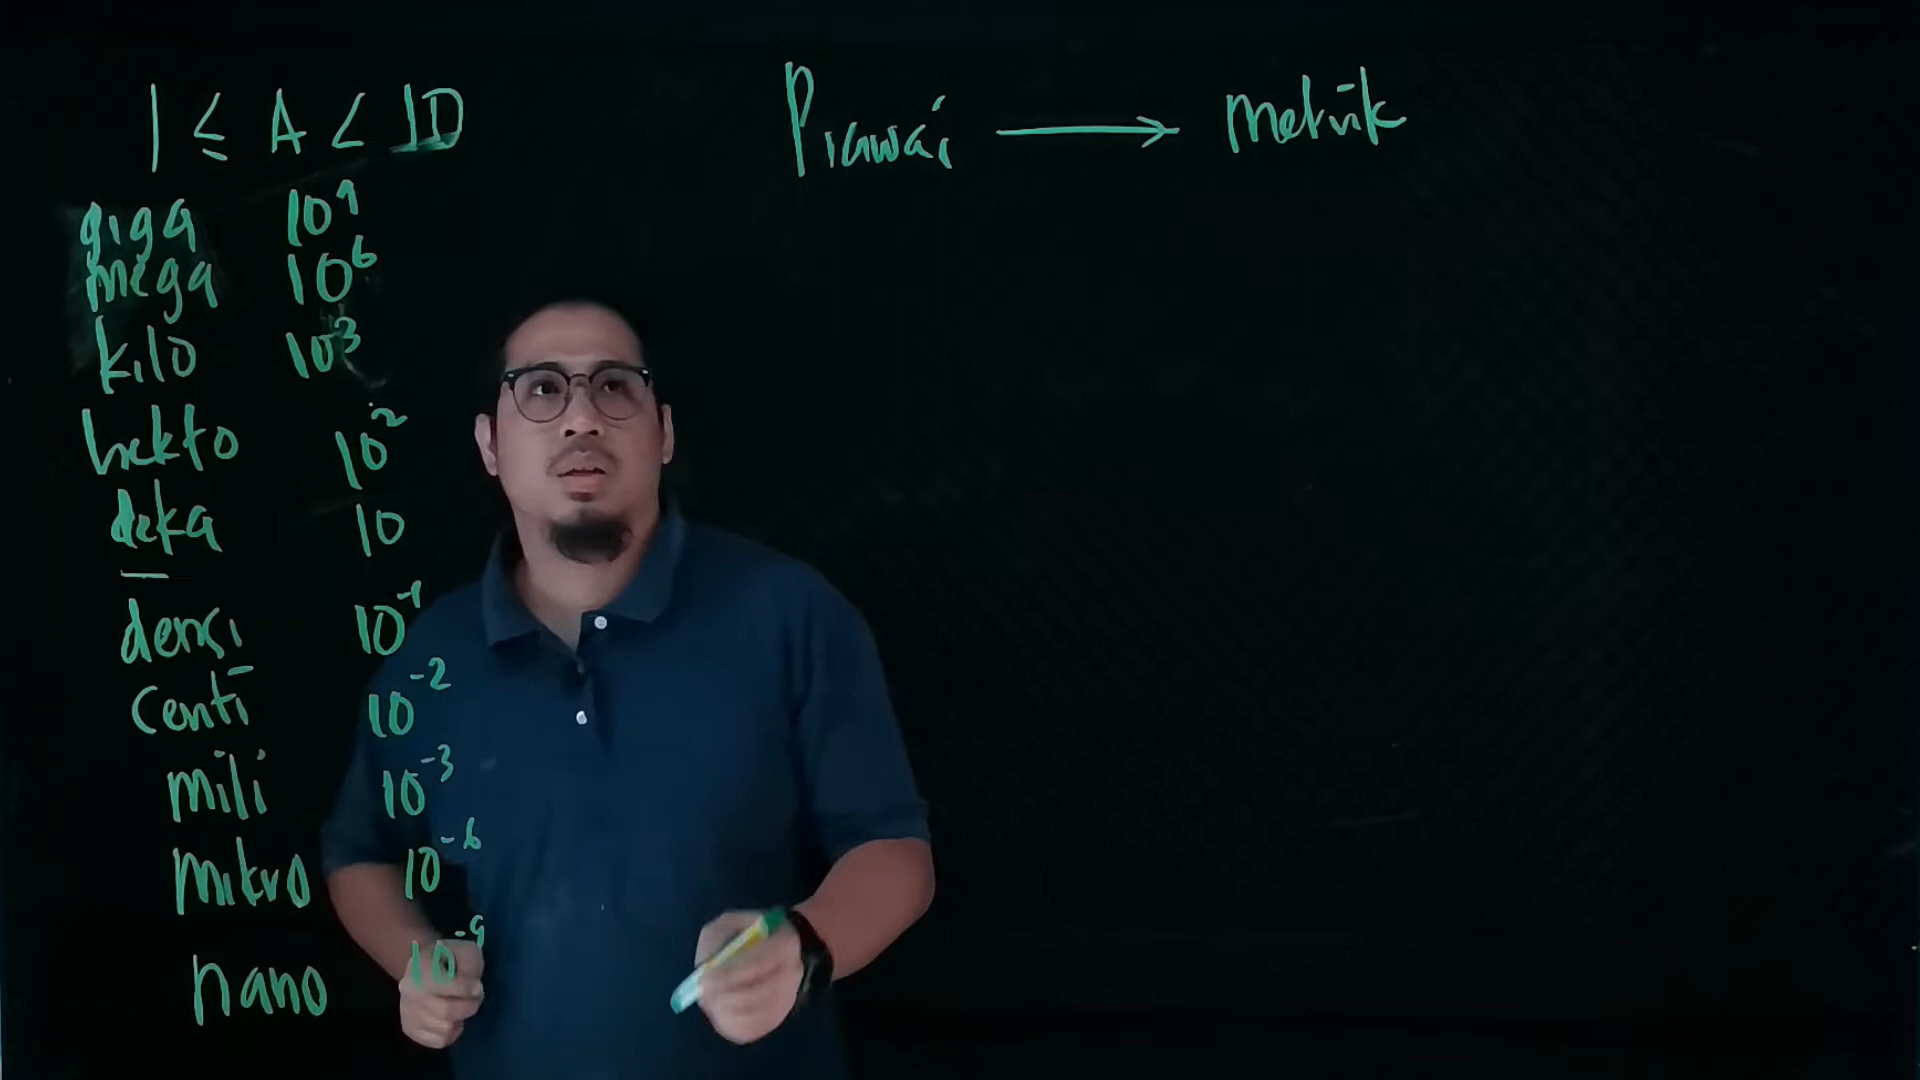 1 ≤ A < 10
Piawai → metrik
giga 10⁹
mega 10⁶
kilo 10³
hekto 10²
deka 10
densi 10⁻¹
centi 10⁻²
mili 10⁻³
mikro 10⁻⁶
nano 10⁻⁹